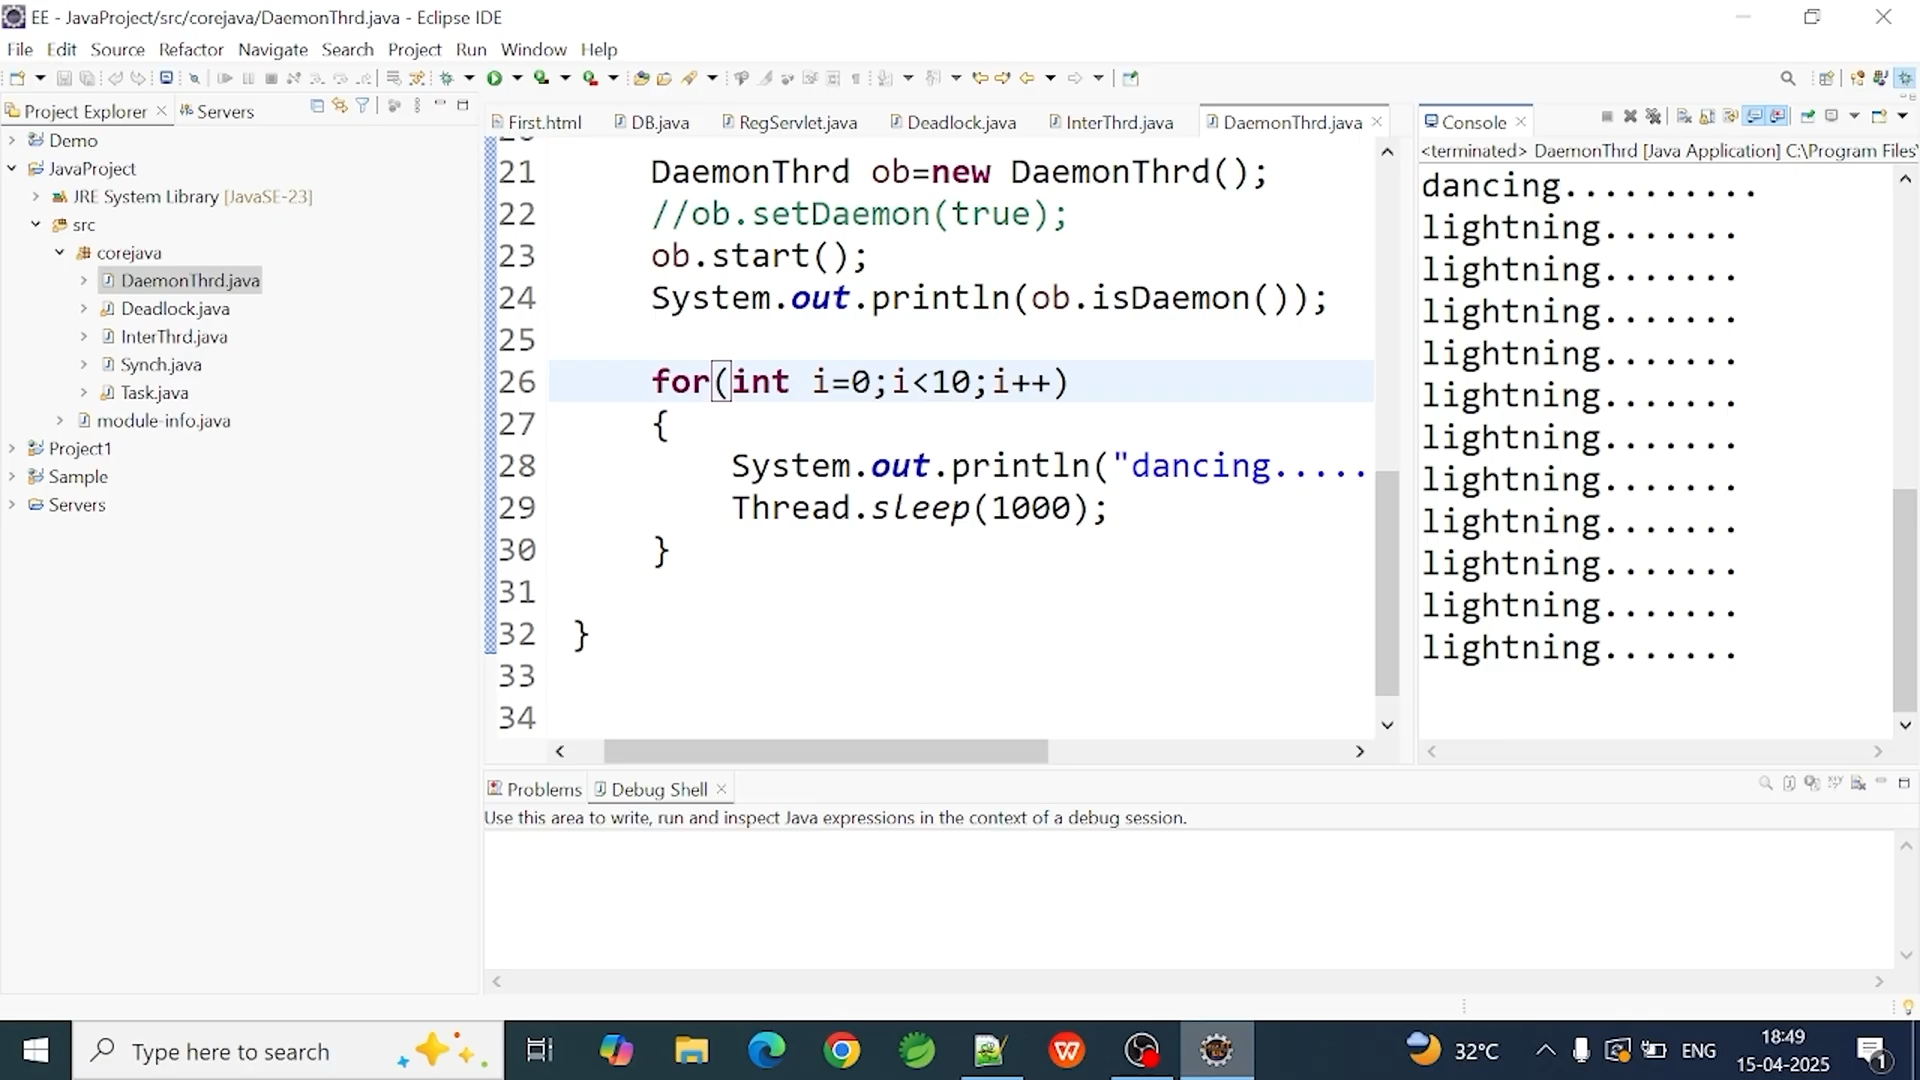 EE - JavaProject/src/corejava/DaemonThrd.java - Eclipse IDE
File Edit Source Refactor Navigate Search Project Run Window Help
Project Explorer
Servers
Demo
JavaProject
JRE System Library [JavaSE-23]
src
corejava
DaemonThrd.java
Deadlock.java
InterThrd.java
Synch.java
Task.java
module-info.java
Project1
Sample
Servers
First.html DB.java RegServlet.java Deadlock.java InterThrd.java DaemonThrd.java
21 DaemonThrd ob=new DaemonThrd();
22 //ob.setDaemon(true);
23 ob.start();
24 System.out.println(ob.isDaemon());
25
26 for(int i=0;i<10;i++)
27 {
28 System.out.println("dancing.....
29 Thread.sleep(1000);
30 }
31
32 }
33
34
Console
<terminated> DaemonThrd [Java Application] C:\Program Files\
dancing..........
lightning.......
lightning.......
lightning.......
lightning.......
lightning.......
lightning.......
lightning.......
lightning.......
lightning.......
lightning.......
lightning.......
Problems Debug Shell
Use this area to write, run and inspect Java expressions in the context of a debug session.
Type here to search
32°C
ENG
18:49
15-04-2025
1